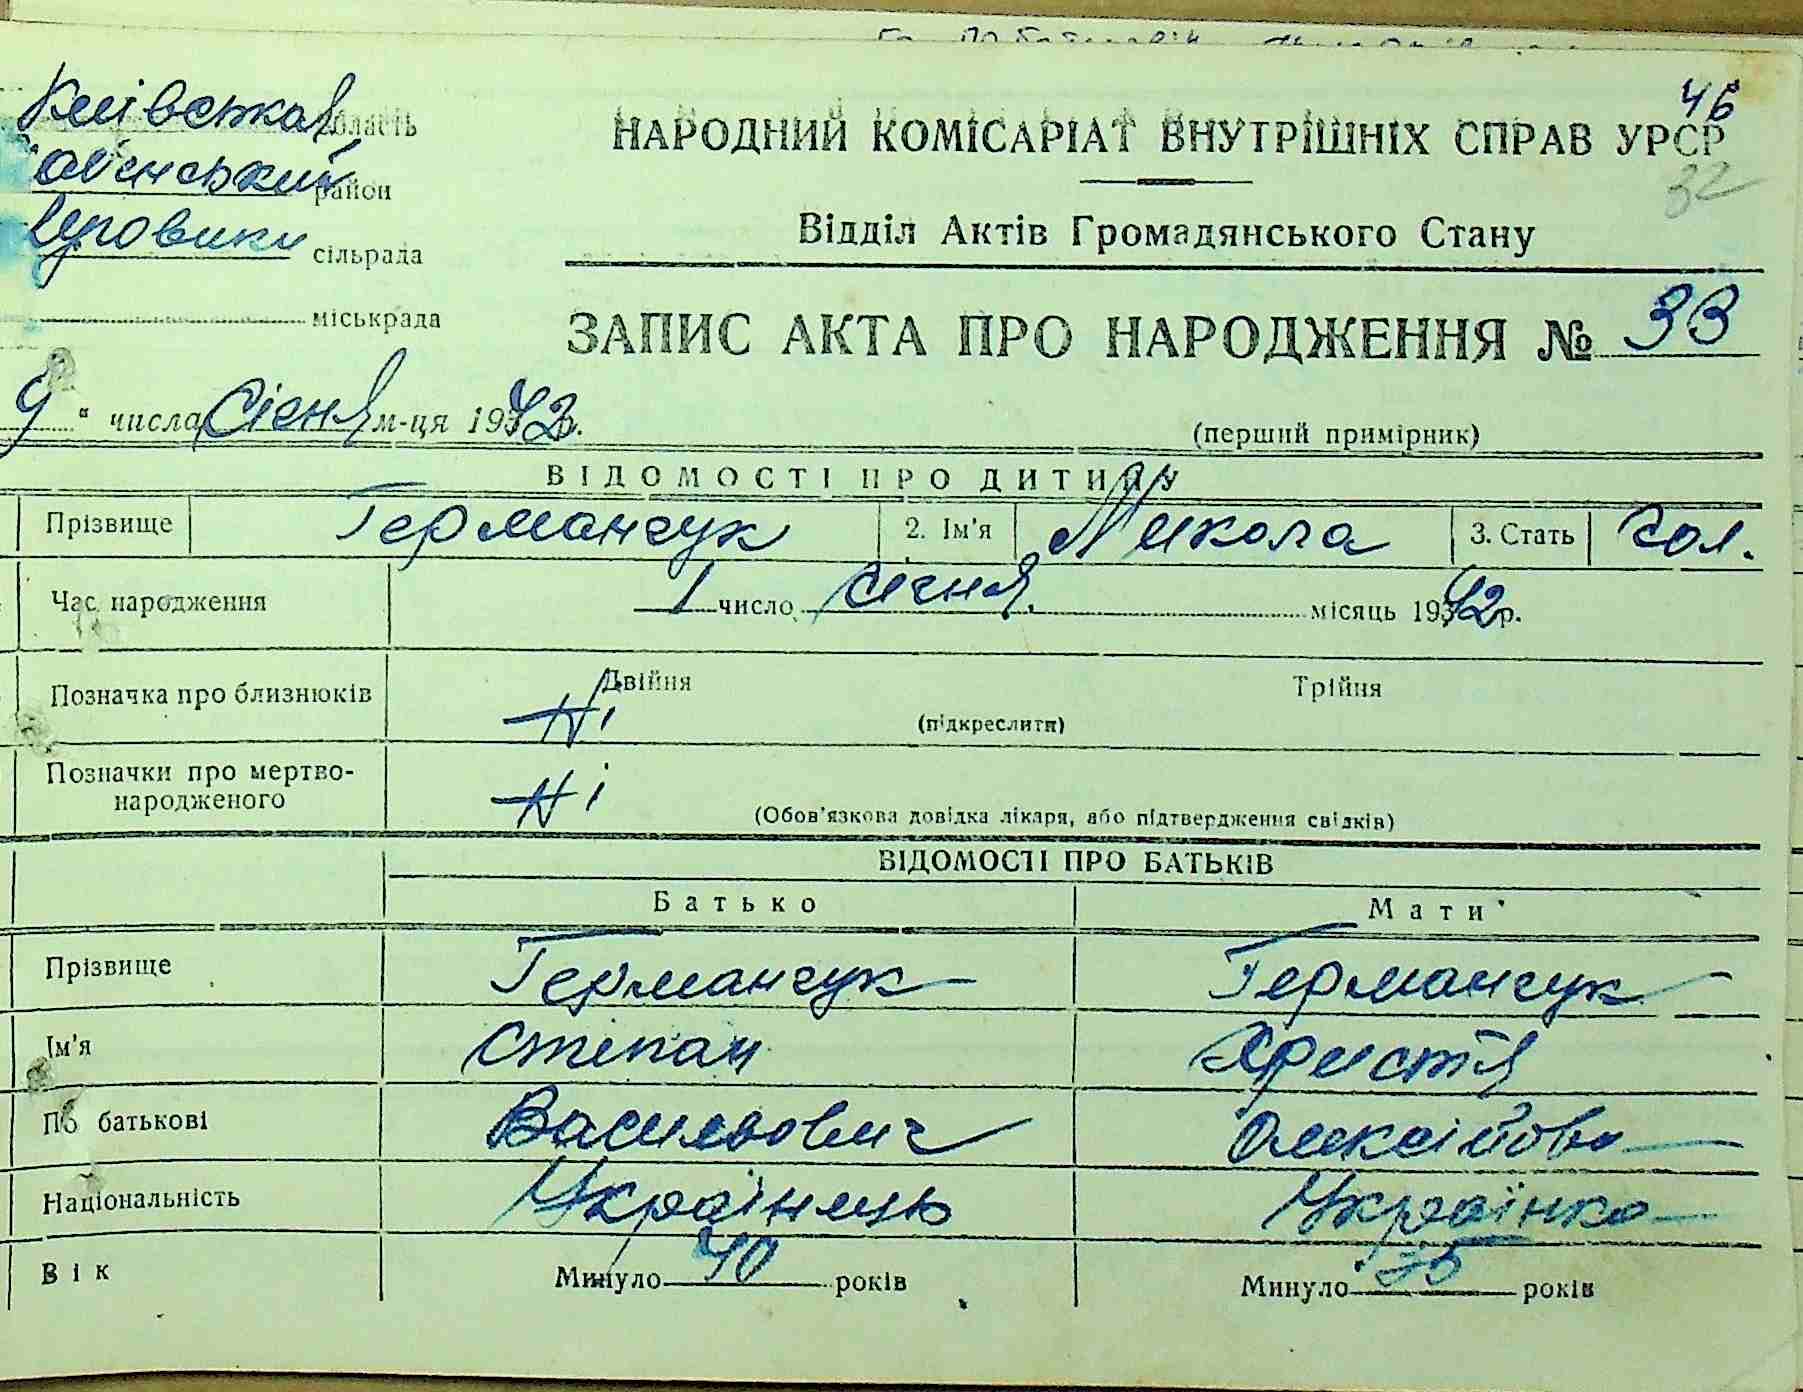 46
Київська область
НАРОДНИЙ КОМІСАРІАТ ВНУТРІШНІХ СПРАВ УРСР
32
район
сільрада
Відділ Актів Громадянського Стану
міськрада
ЗАПИС АКТА ПРО НАРОДЖЕННЯ № 33
9 " числа Січня м-ця 1943 р.
(перший примірник)
ВІДОМОСТІ ПРО ДИТИНУ
Прізвище Германчук 2. Ім'я Микола 3. Стать Чол.
Час народження 1 число січня місяць 1942 р.
Позначка про близнюків Ні Двійня Трійня
(підкреслити)
Позначки про мертво-
народженого Ні (Обов'язкова довідка лікаря, або підтвердження свідків)
ВІДОМОСТІ ПРО БАТЬКІВ
Батько Мати
Прізвище Германчук Германчук
Ім'я Степан Христя
По батькові Васильович Олексійовн
Національність Українець Українка
Вік Минуло 40 років Минуло 35 років